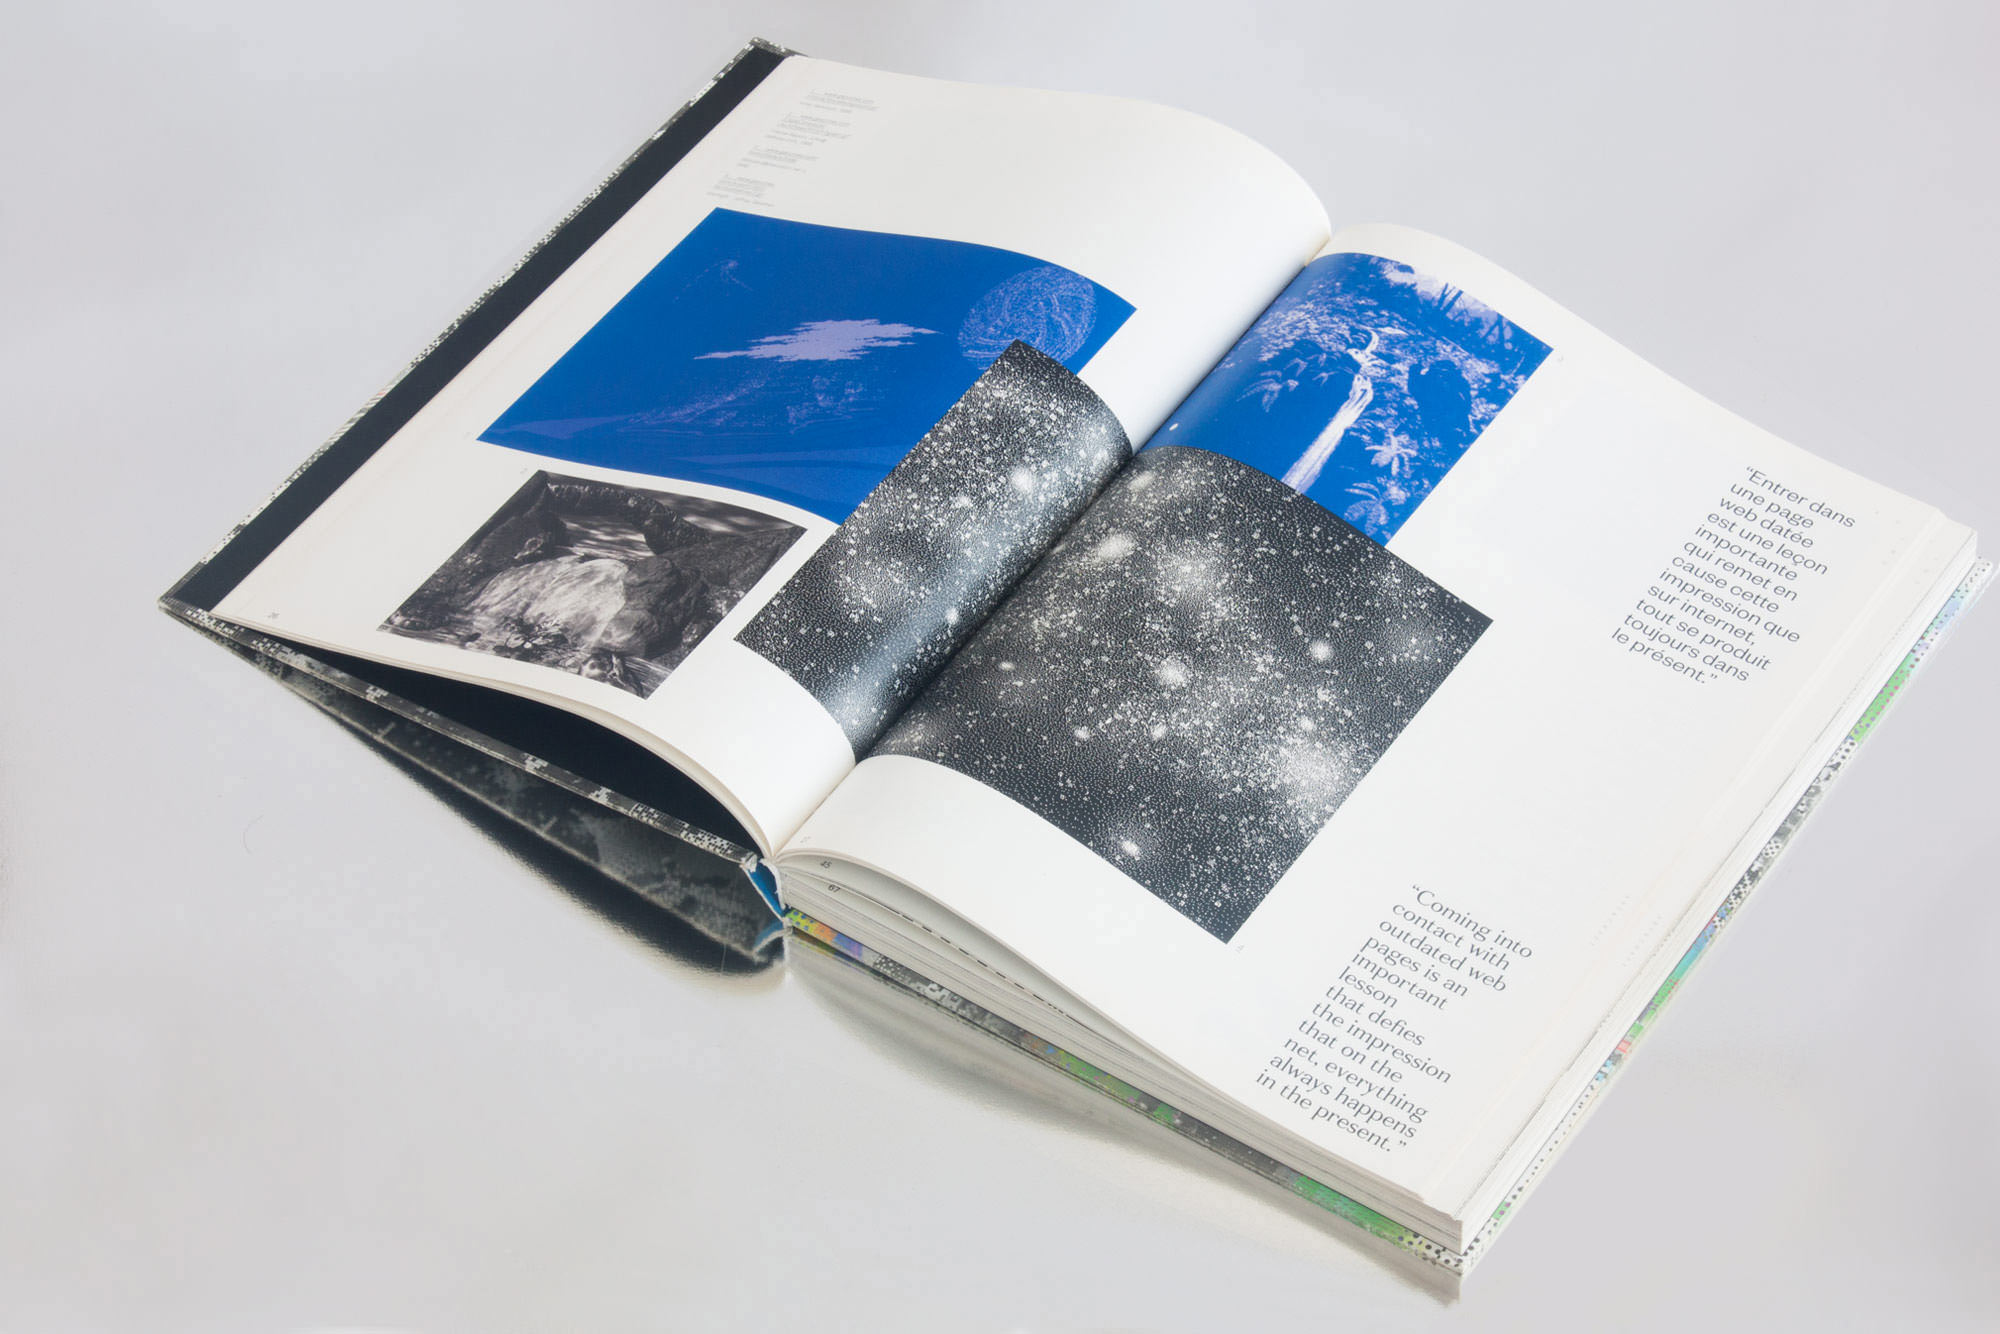 26
“Entrer dans
une page
web datée
est une leçon
importante
qui remet en
cause cette
impression que
sur internet,
tout se produit
toujours dans
le présent.”
“Coming into
contact with
outdated web
pages is an
important
lesson
that defies
the impression
that on the
net, everything
always happens
in the present.”
45
67